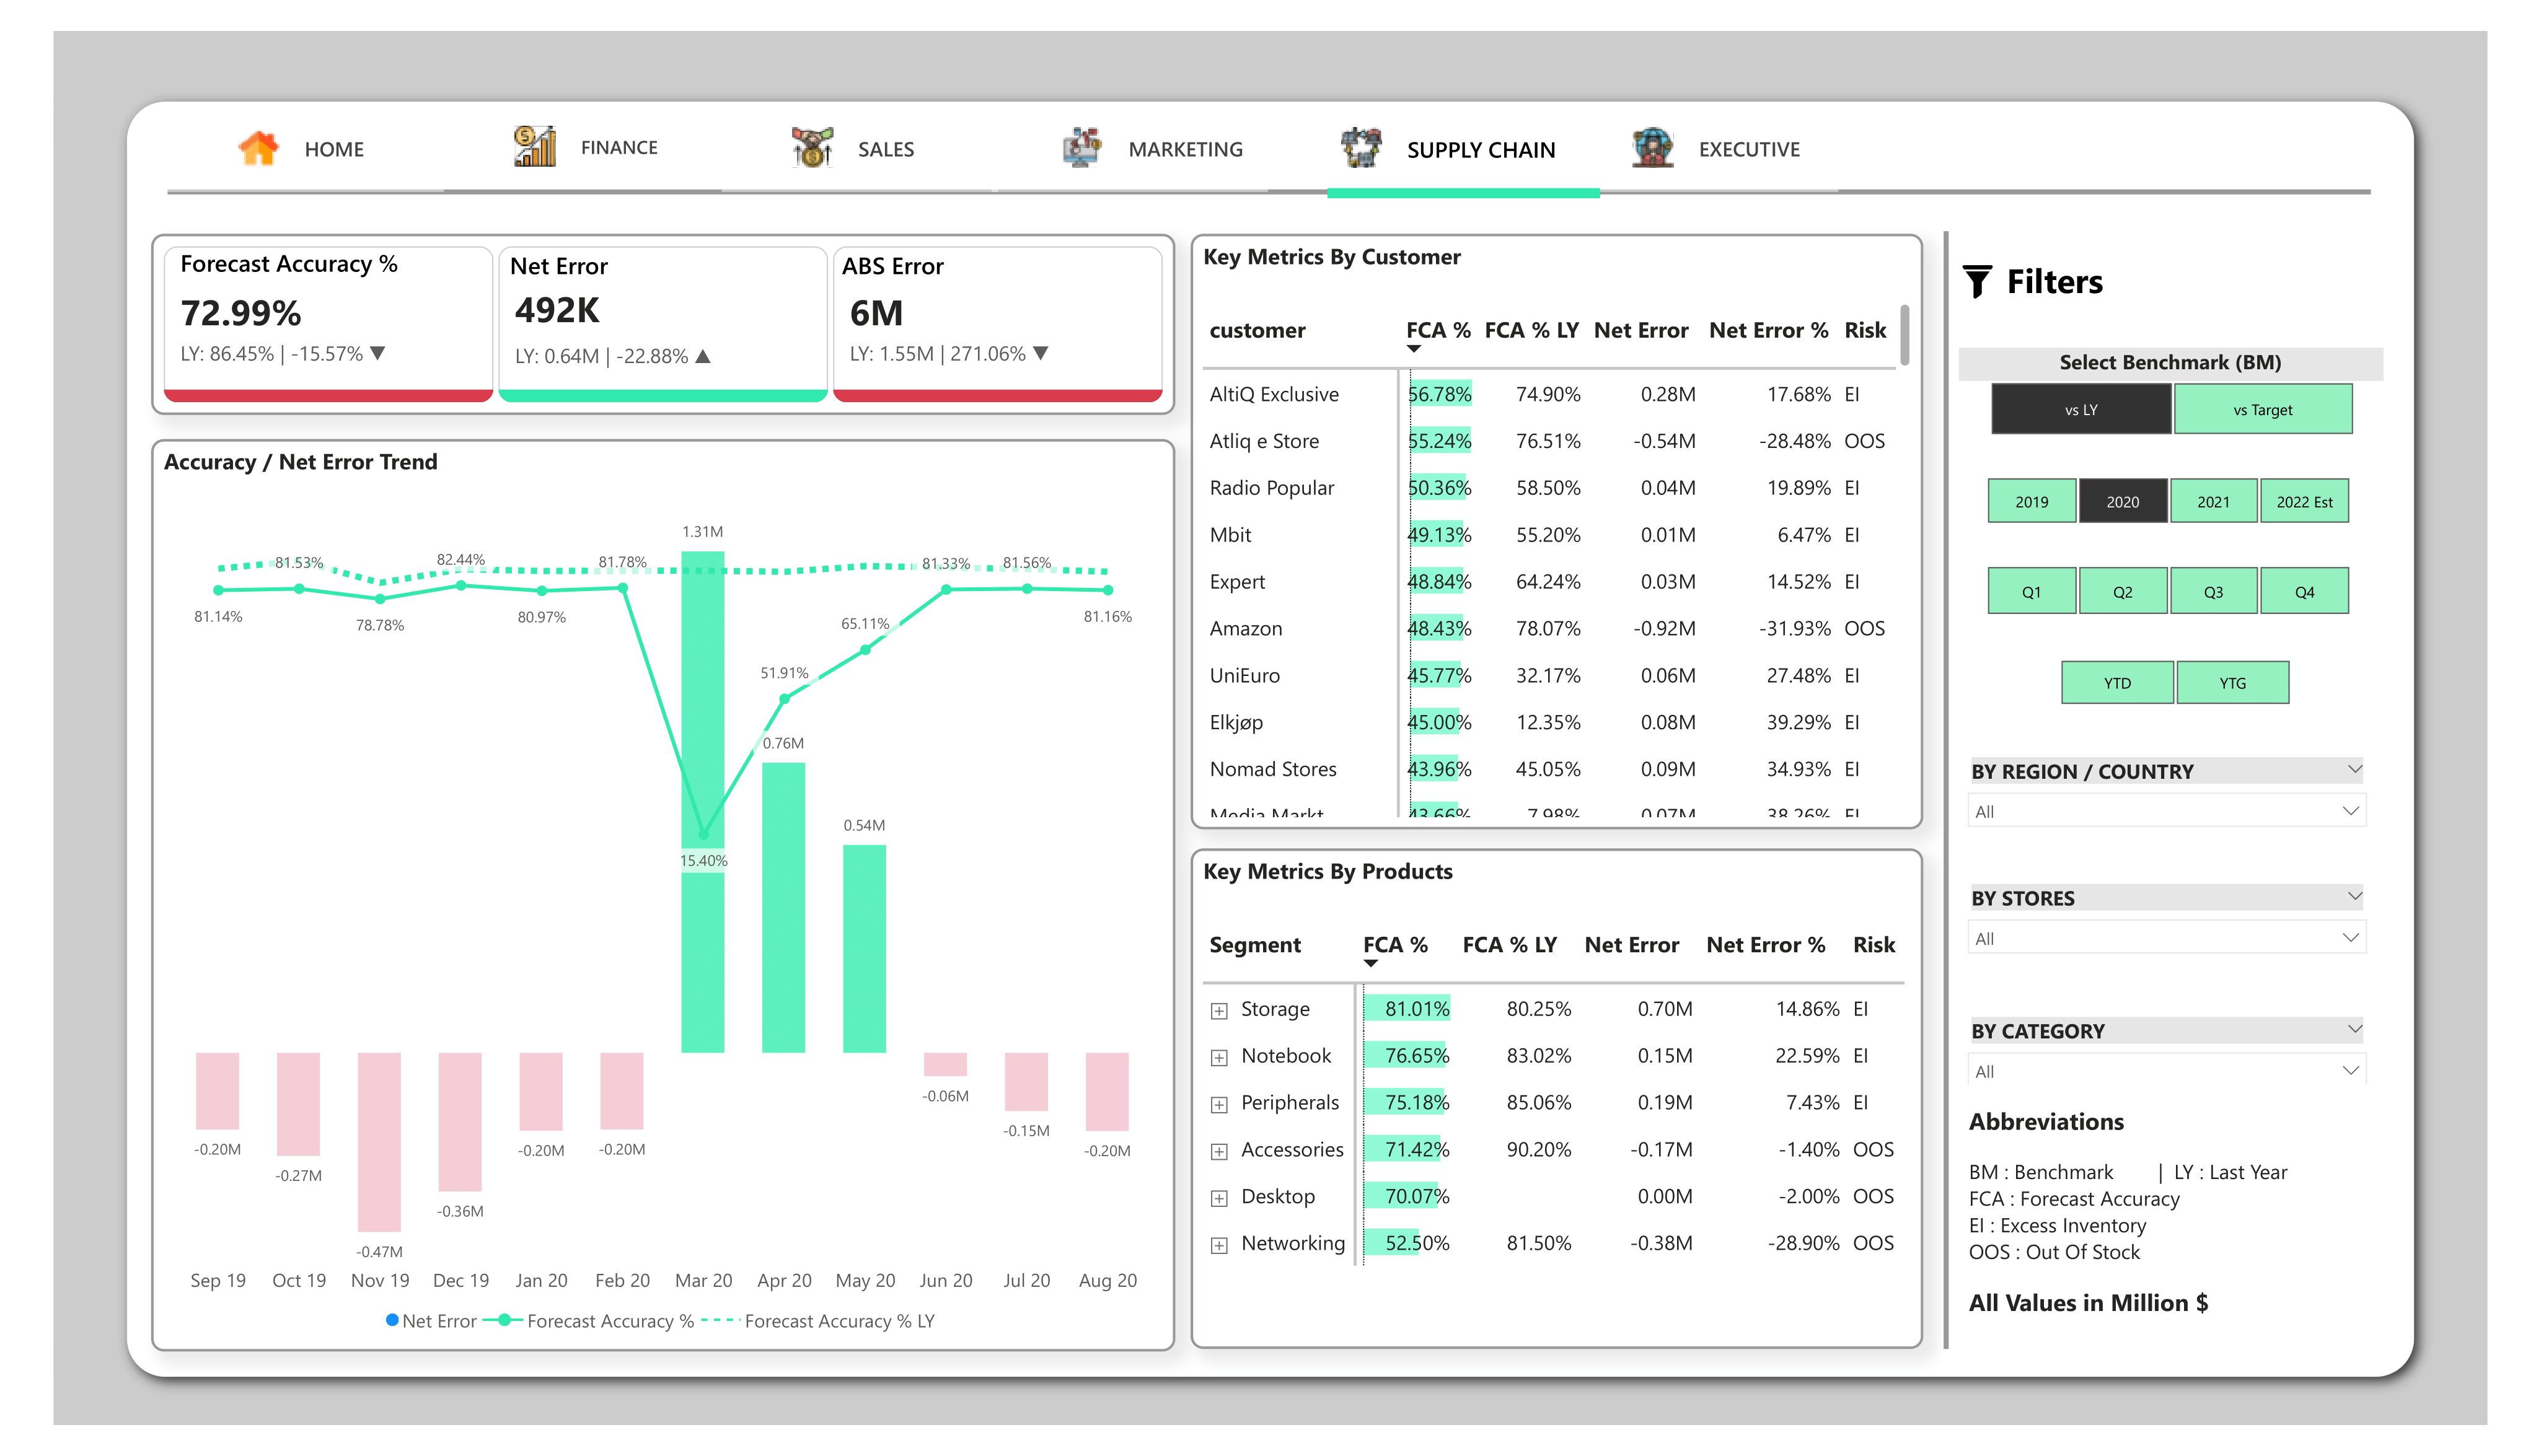 HOME
FINANCE
SALES
MARKETING
SUPPLY CHAIN
EXECUTIVE
Forecast Accuracy %
72.99%
LY: 86.45% | -15.57% ▼
Net Error
492K
LY: 0.64M | -22.88% ▲
ABS Error
6M
LY: 1.55M | 271.06% ▼
Accuracy / Net Error Trend
1.31M
81.53%
82.44%
81.78%
81.33%
81.56%
81.14%
78.78%
80.97%
65.11%
81.16%
51.91%
0.76M
0.54M
15.40%
-0.20M
-0.27M
-0.47M
-0.36M
-0.20M
-0.20M
-0.06M
-0.15M
-0.20M
Sep 19 Oct 19 Nov 19 Dec 19 Jan 20 Feb 20 Mar 20 Apr 20 May 20 Jun 20 Jul 20 Aug 20
Net Error Forecast Accuracy % Forecast Accuracy % LY
Key Metrics By Customer
customer FCA % FCA % LY Net Error Net Error % Risk
AltiQ Exclusive 56.78% 74.90% 0.28M 17.68% EI
Atliq e Store 55.24% 76.51% -0.54M -28.48% OOS
Radio Popular 50.36% 58.50% 0.04M 19.89% EI
Mbit 49.13% 55.20% 0.01M 6.47% EI
Expert 48.84% 64.24% 0.03M 14.52% EI
Amazon 48.43% 78.07% -0.92M -31.93% OOS
UniEuro 45.77% 32.17% 0.06M 27.48% EI
Elkjøp 45.00% 12.35% 0.08M 39.29% EI
Nomad Stores 43.96% 45.05% 0.09M 34.93% EI
Media Markt 43.66% 7.98% 0.07M 38.26% EI
Key Metrics By Products
Segment FCA % FCA % LY Net Error Net Error % Risk
Storage 81.01% 80.25% 0.70M 14.86% EI
Notebook 76.65% 83.02% 0.15M 22.59% EI
Peripherals 75.18% 85.06% 0.19M 7.43% EI
Accessories 71.42% 90.20% -0.17M -1.40% OOS
Desktop 70.07% 0.00M -2.00% OOS
Networking 52.50% 81.50% -0.38M -28.90% OOS
Filters
Select Benchmark (BM)
vs LY
vs Target
2019 2020 2021 2022 Est
Q1 Q2 Q3 Q4
YTD YTG
BY REGION / COUNTRY
All
BY STORES
All
BY CATEGORY
All
Abbreviations
BM : Benchmark | LY : Last Year
FCA : Forecast Accuracy
EI : Excess Inventory
OOS : Out Of Stock
All Values in Million $